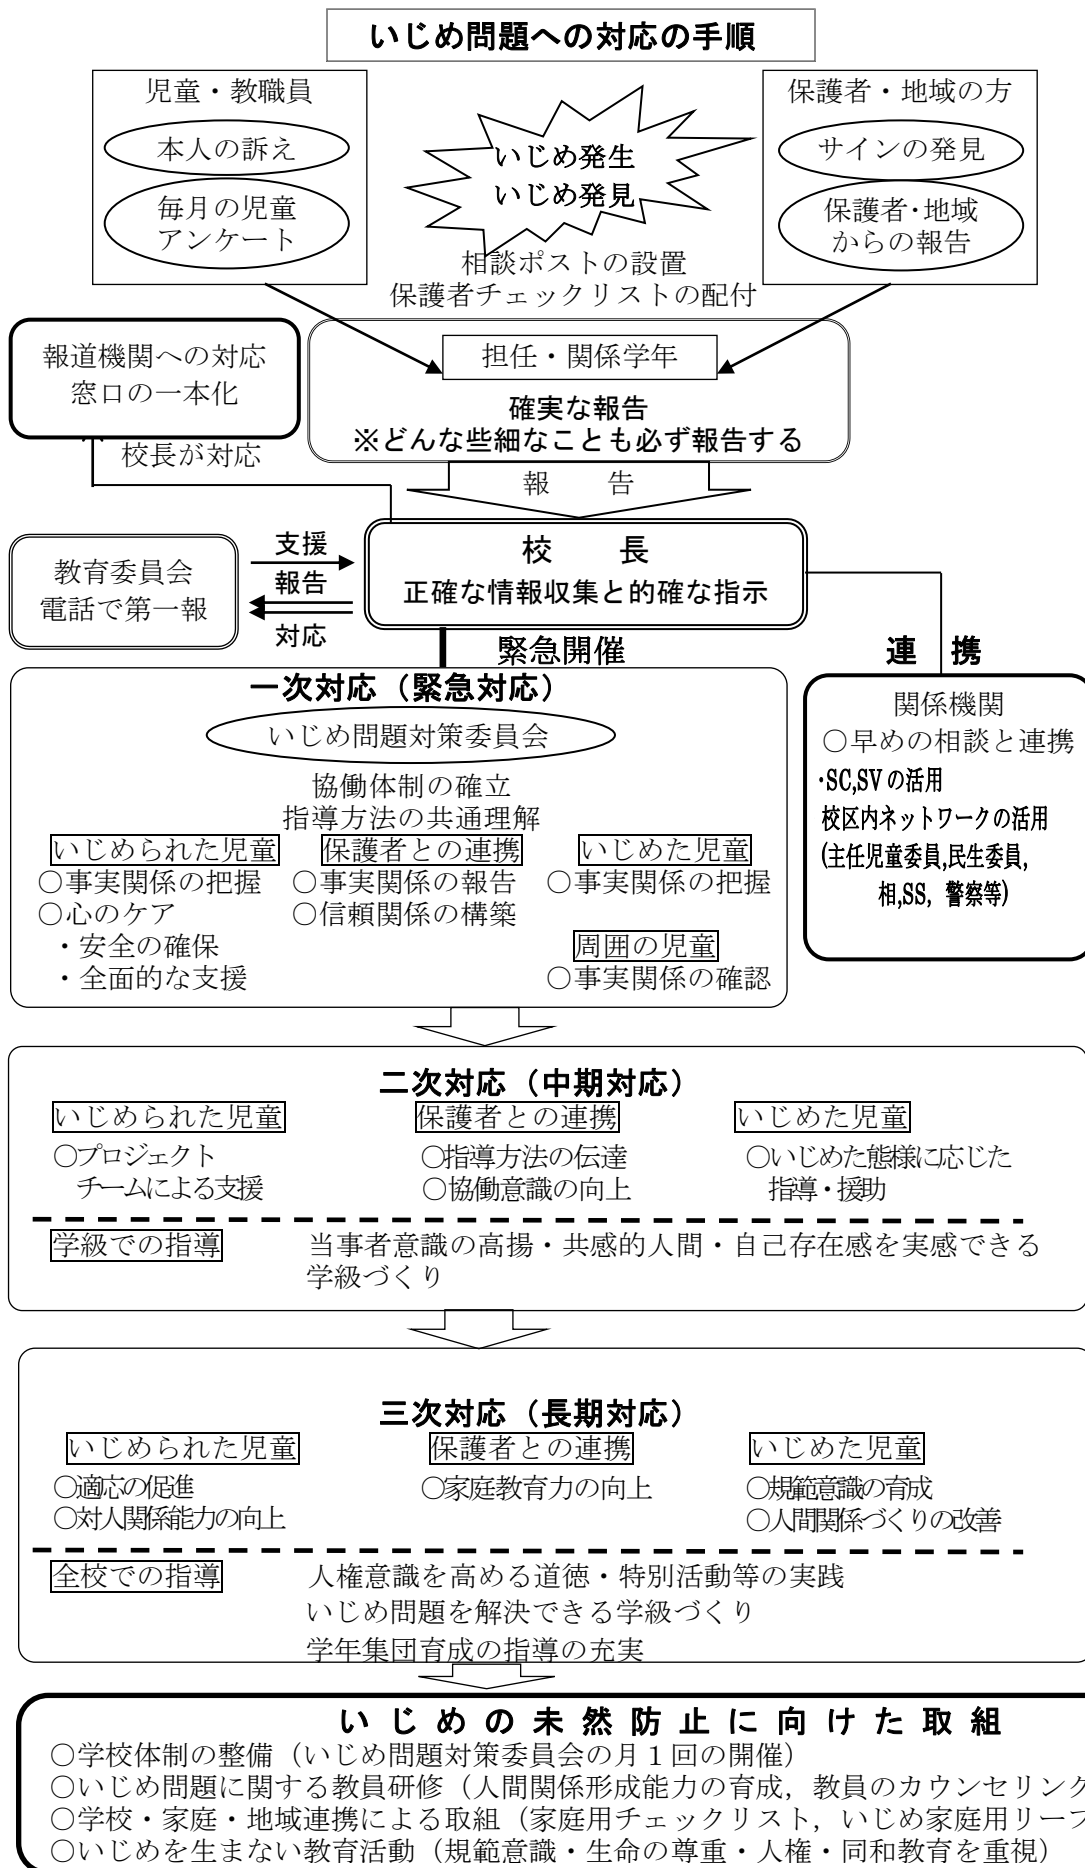 いじめ問題への対応の手順
児童・教職員
本人の訴え
毎月の児童
アンケート
いじめ発生
いじめ発見
相談ポストの設置
保護者チェックリストの配付
保護者・地域の方
サインの発見
保護者・地域
からの報告
報道機関への対応
窓口の一本化
校長が対応
担任・関係学年
確実な報告
※どんな些細なことも必ず報告する
報　告
校　長
正確な情報収集と的確な指示
教育委員会
電話で第一報
支援
報告
対応
緊急開催
連　携
関係機関
○早めの相談と連携
・SC,SVの活用
校区内ネットワークの活用
(主任児童委員,民生委員,
相,SS, 警察等)
一次対応（緊急対応）
いじめ問題対策委員会
協働体制の確立
指導方法の共通理解
いじめられた児童
○事実関係の把握
○心のケア
・安全の確保
・全面的な支援
保護者との連携
○事実関係の報告
○信頼関係の構築
いじめた児童
○事実関係の把握
周囲の児童
○事実関係の確認
二次対応（中期対応）
いじめられた児童
○プロジェクト
チームによる支援
保護者との連携
○指導方法の伝達
○協働意識の向上
いじめた児童
○いじめた態様に応じた
指導・援助
学級での指導
当事者意識の高揚・共感的人間・自己存在感を実感できる
学級づくり
三次対応（長期対応）
いじめられた児童
○適応の促進
○対人関係能力の向上
保護者との連携
○家庭教育力の向上
いじめた児童
○規範意識の育成
○人間関係づくりの改善
全校での指導
人権意識を高める道徳・特別活動等の実践
いじめ問題を解決できる学級づくり
学年集団育成の指導の充実
いじめの未然防止に向けた取組
○学校体制の整備（いじめ問題対策委員会の月１回の開催）
○いじめ問題に関する教員研修（人間関係形成能力の育成，教員のカウンセリング
○学校・家庭・地域連携による取組（家庭用チェックリスト，いじめ家庭用リーフ
○いじめを生まない教育活動（規範意識・生命の尊重・人権・同和教育を重視）